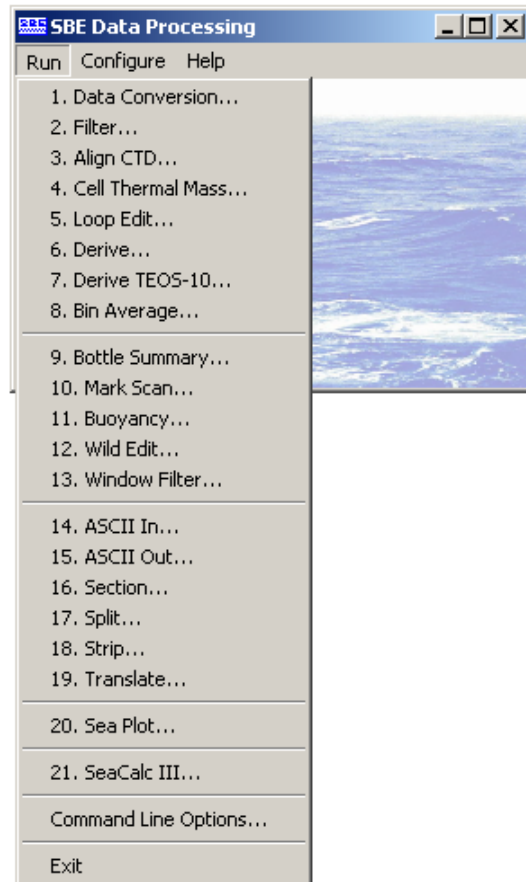 SBE SBE Data Processing
Run Configure Help
1. Data Conversion...
2. Filter...
3. Align CTD...
4. Cell Thermal Mass...
5. Loop Edit...
6. Derive...
7. Derive TEOS-10...
8. Bin Average...
9. Bottle Summary...
10. Mark Scan...
11. Buoyancy...
12. Wild Edit...
13. Window Filter...
14. ASCII In...
15. ASCII Out...
16. Section...
17. Split...
18. Strip...
19. Translate...
20. Sea Plot...
21. SeaCalc III...
Command Line Options...
Exit